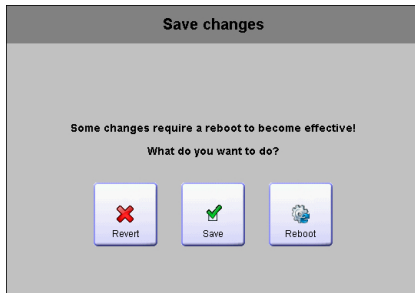 Save changes
Some changes require a reboot to become effective!
What do you want to do?
Revert
Save
Reboot